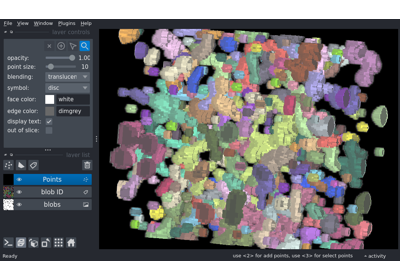 File View Window Plugins Help
layer controls
opacity: 1.00
point size: 10
blending: translucen
symbol: disc
face color: white
edge color: dimgrey
display text:
out of slice:
layer list
Points
blob ID
blobs
Ready
use <2> for add points, use <3> for select points
activity